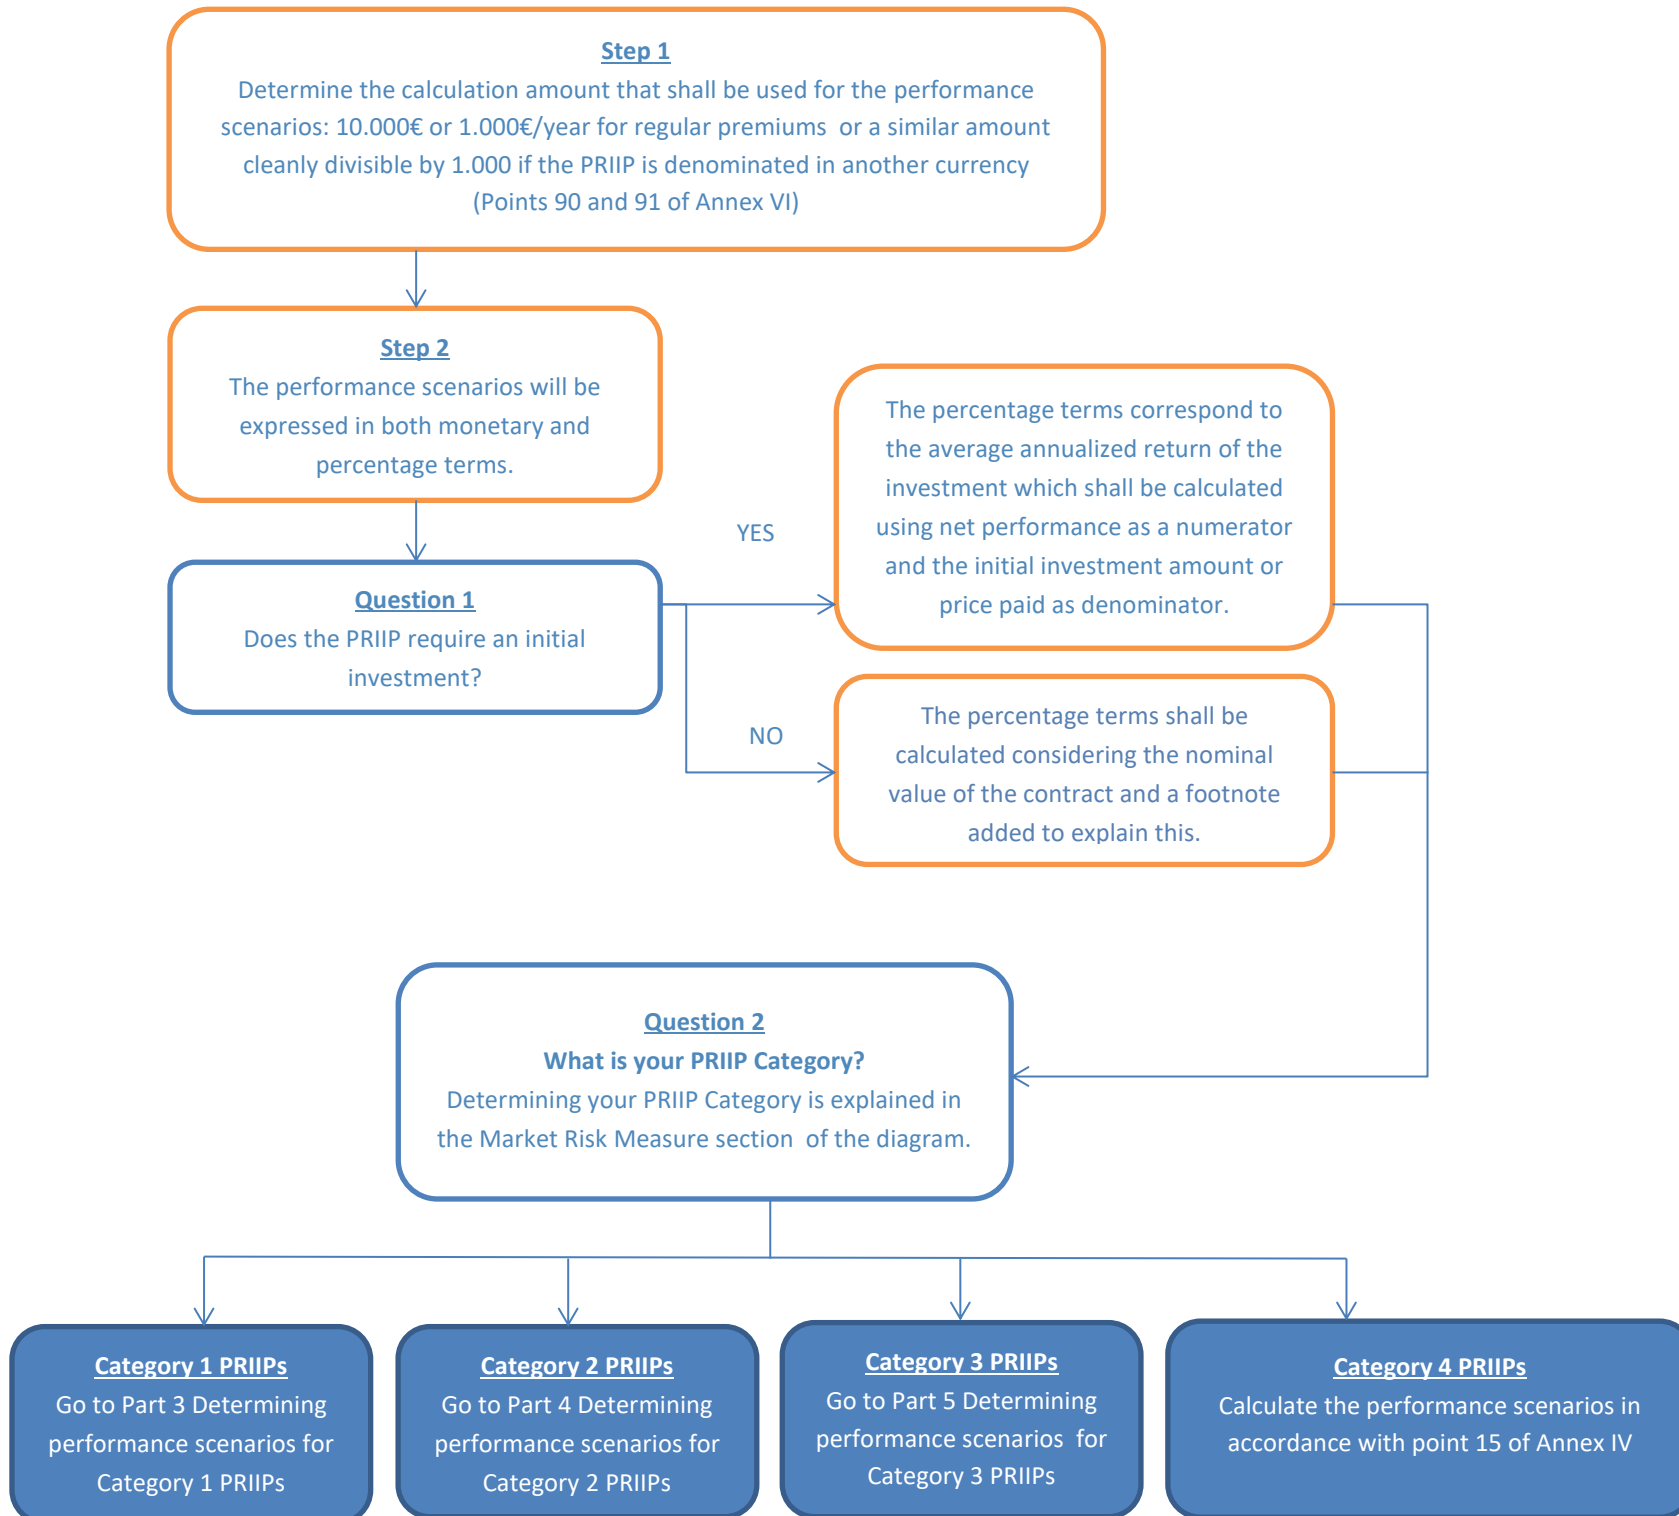 Step 1
Determine the calculation amount that shall be used for the performance
scenarios: 10.000€ or 1.000€/year for regular premiums or a similar amount
cleanly divisible by 1.000 if the PRIIP is denominated in another currency
(Points 90 and 91 of Annex VI)
Step 2
The performance scenarios will be
expressed in both monetary and
percentage terms.
The percentage terms correspond to
the average annualized return of the
investment which shall be calculated
using net performance as a numerator
and the initial investment amount or
price paid as denominator.
YES
Question 1
Does the PRIIP require an initial
investment?
NO
The percentage terms shall be
calculated considering the nominal
value of the contract and a footnote
added to explain this.
Question 2
What is your PRIIP Category?
Determining your PRIIP Category is explained in
the Market Risk Measure section of the diagram.
Category 1 PRIIPs
Go to Part 3 Determining
performance scenarios for
Category 1 PRIIPs
Category 2 PRIIPs
Go to Part 4 Determining
performance scenarios for
Category 2 PRIIPs
Category 3 PRIIPs
Go to Part 5 Determining
performance scenarios for
Category 3 PRIIPs
Category 4 PRIIPs
Calculate the performance scenarios in
accordance with point 15 of Annex IV